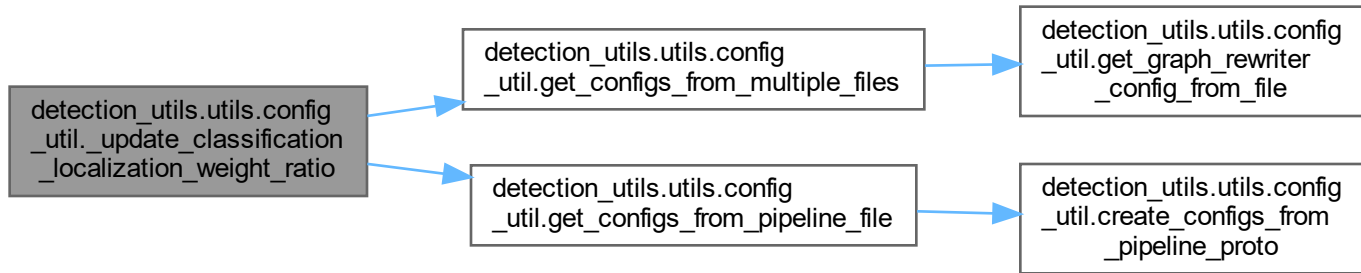 detection_utils.utils.config
_util._update_classification
_localization_weight_ratio
detection_utils.utils.config
_util.get_configs_from_multiple_files
detection_utils.utils.config
_util.get_graph_rewriter
_config_from_file
detection_utils.utils.config
_util.get_configs_from_pipeline_file
detection_utils.utils.config
_util.create_configs_from
_pipeline_proto